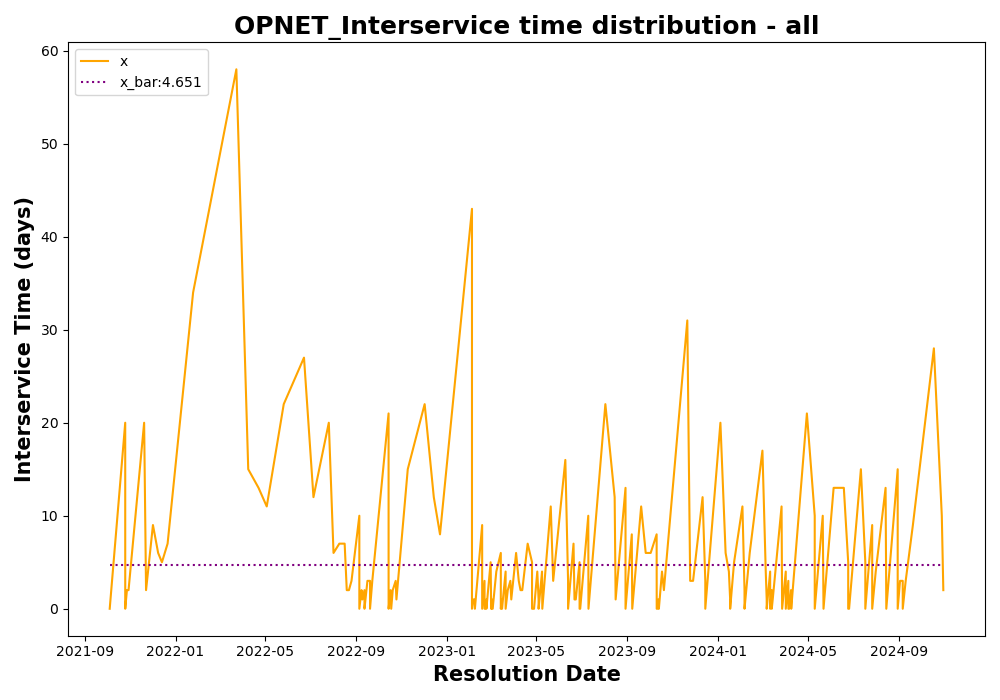 OPNET_Interservice time distribution - all
x
x_bar:4.651
Interservice Time (days)
60
50
40
30
20
10
0
2021-09 2022-01 2022-05 2022-09 2023-01 2023-05 2023-09 2024-01 2024-05 2024-09
Resolution Date